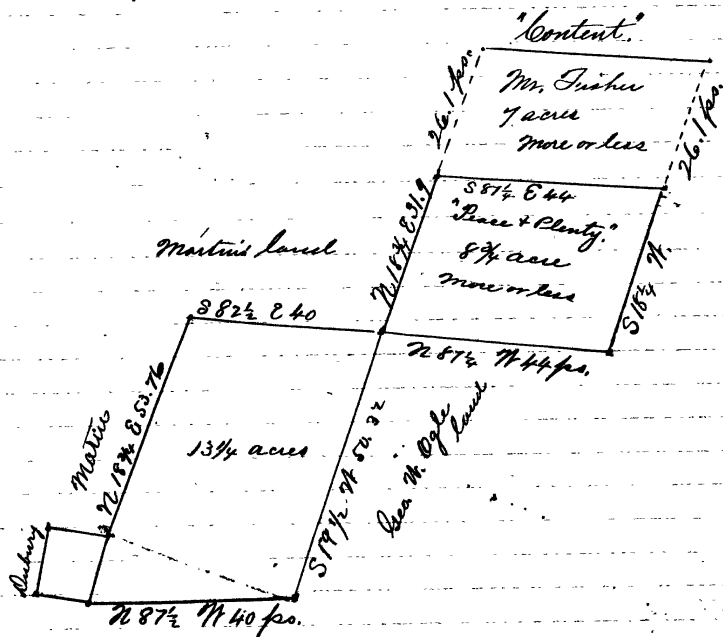 "Content."
Mr. Fisher
7 acres
more or less
26.1 ps.
26.1 ps.
S 87¼ E 44
"Peace & Plenty."
8¾ acre
more or less
N 18¾ E 31.9
S 18¼ W.
N 87¼ W 44 ps.
Martin's land
S 82½ E 40
Martin
N 18¾ E 53.76
13¼ acres
S 19½ W 50.32
Geo W. Ogle
land
N 87½ W 40 ps.